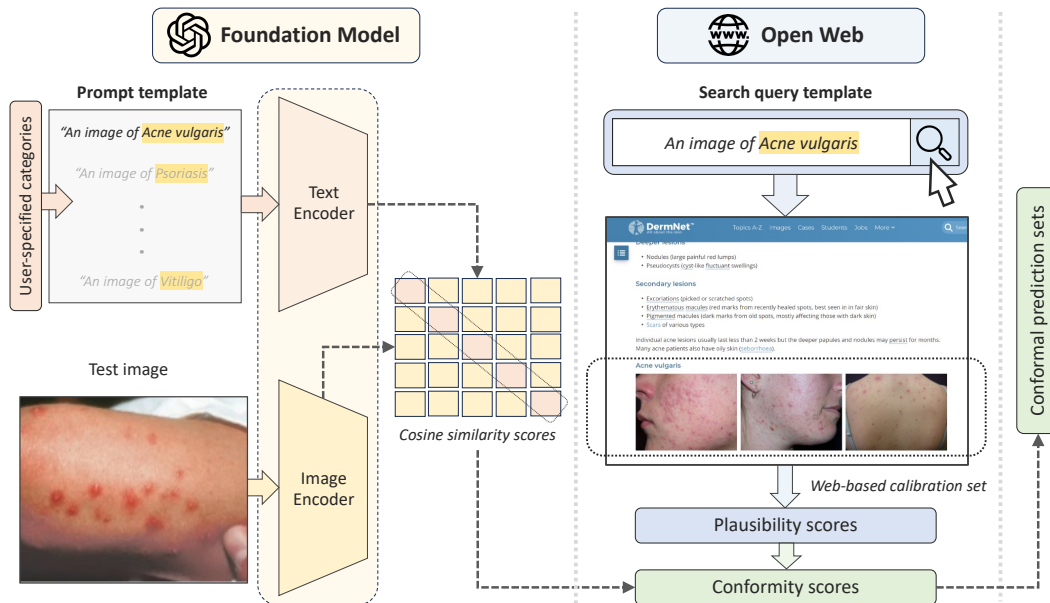 Foundation Model
Open Web
Prompt template
User-specified categories
“An image of Acne vulgaris”
“An image of Psoriasis”
“An image of Vitiligo”
Text
Encoder
Test image
Image
Encoder
Cosine similarity scores
Search query template
An image of Acne vulgaris
DermNet
Topics A-Z Images Cases Students Jobs More
Deeper lesions
Nodules (large painful red lumps)
Pseudocysts (cyst-like fluctuant swellings)
Secondary lesions
Excoriations (picked or scratched spots)
Erythematous macules (red marks from recently healed spots, best seen in in fair skin)
Pigmented macules (dark marks from old spots, mostly affecting those with dark skin)
Scars of various types
Individual acne lesions usually last less than 2 weeks but the deeper papules and nodules may persist for months.
Many acne patients also have oily skin (seborrhoea).
Acne vulgaris
Web-based calibration set
Plausibility scores
Conformity scores
Conformal prediction sets
WWW.